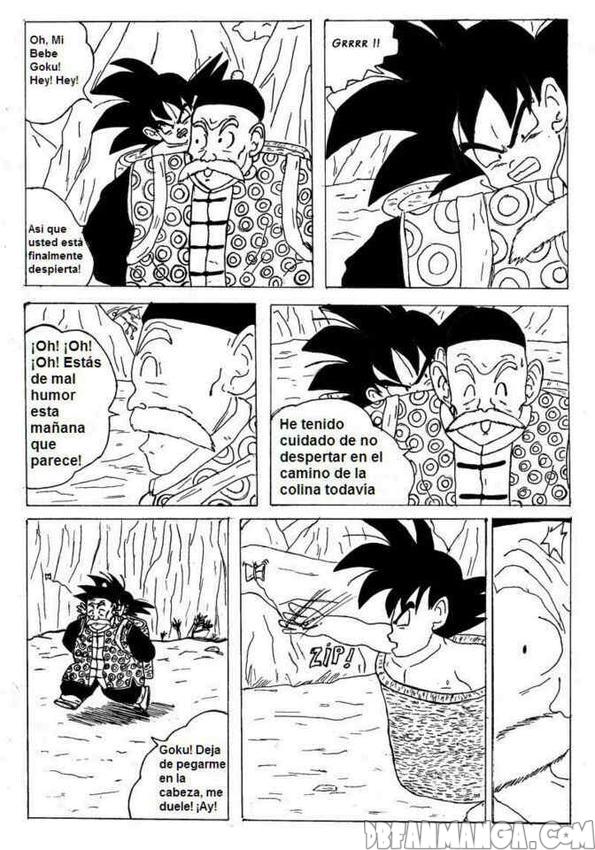 Oh, Mi
Bebe
Goku!
Hey! Hey!
Así que
usted está
finalmente
despierta!
GRRRR !!
¡Oh! ¡Oh!
¡Oh! Estás
de mal
humor
esta
mañana
que
parece!
He tenido
cuidado de no
despertar en el
camino de la
colina todavía
Goku! Deja
de pegarme
en la
cabeza, me
duele! ¡Ay!
ZIP!
DBFANMANGA.COM